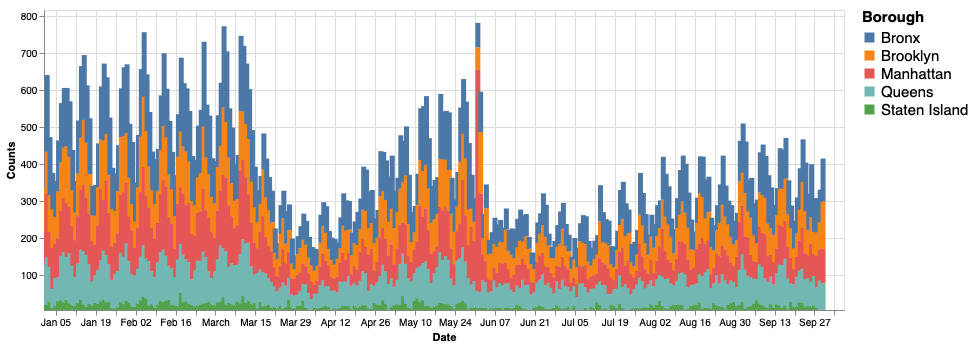 Borough
Bronx
Brooklyn
Manhattan
Queens
Staten Island
Counts
800
700
600
500
400
300
200
100
Jan 05 Jan 19 Feb 02 Feb 16 March Mar 15 Mar 29 Apr 12 Apr 26 May 10 May 24 Jun 07 Jun 21 Jul 05 Jul 19 Aug 02 Aug 16 Aug 30 Sep 13 Sep 27
Date